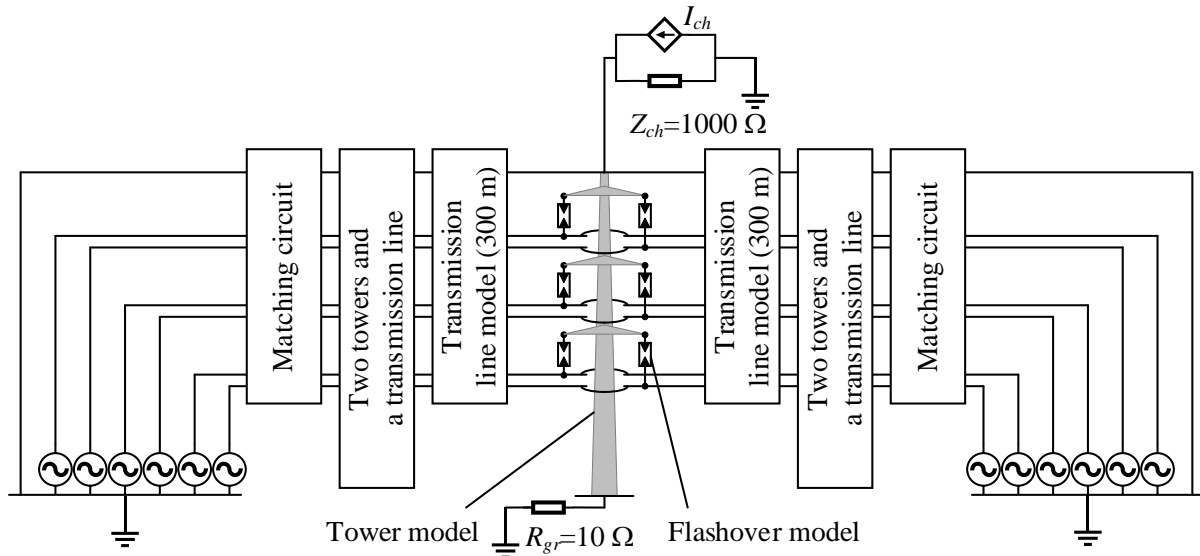 I_ch
Z_ch=1000 Ω
Matching circuit
Two towers and
a transmission line
Transmission
line model (300 m)
Transmission
line model (300 m)
Two towers and
a transmission line
Matching circuit
Tower model
R_gr=10 Ω
Flashover model